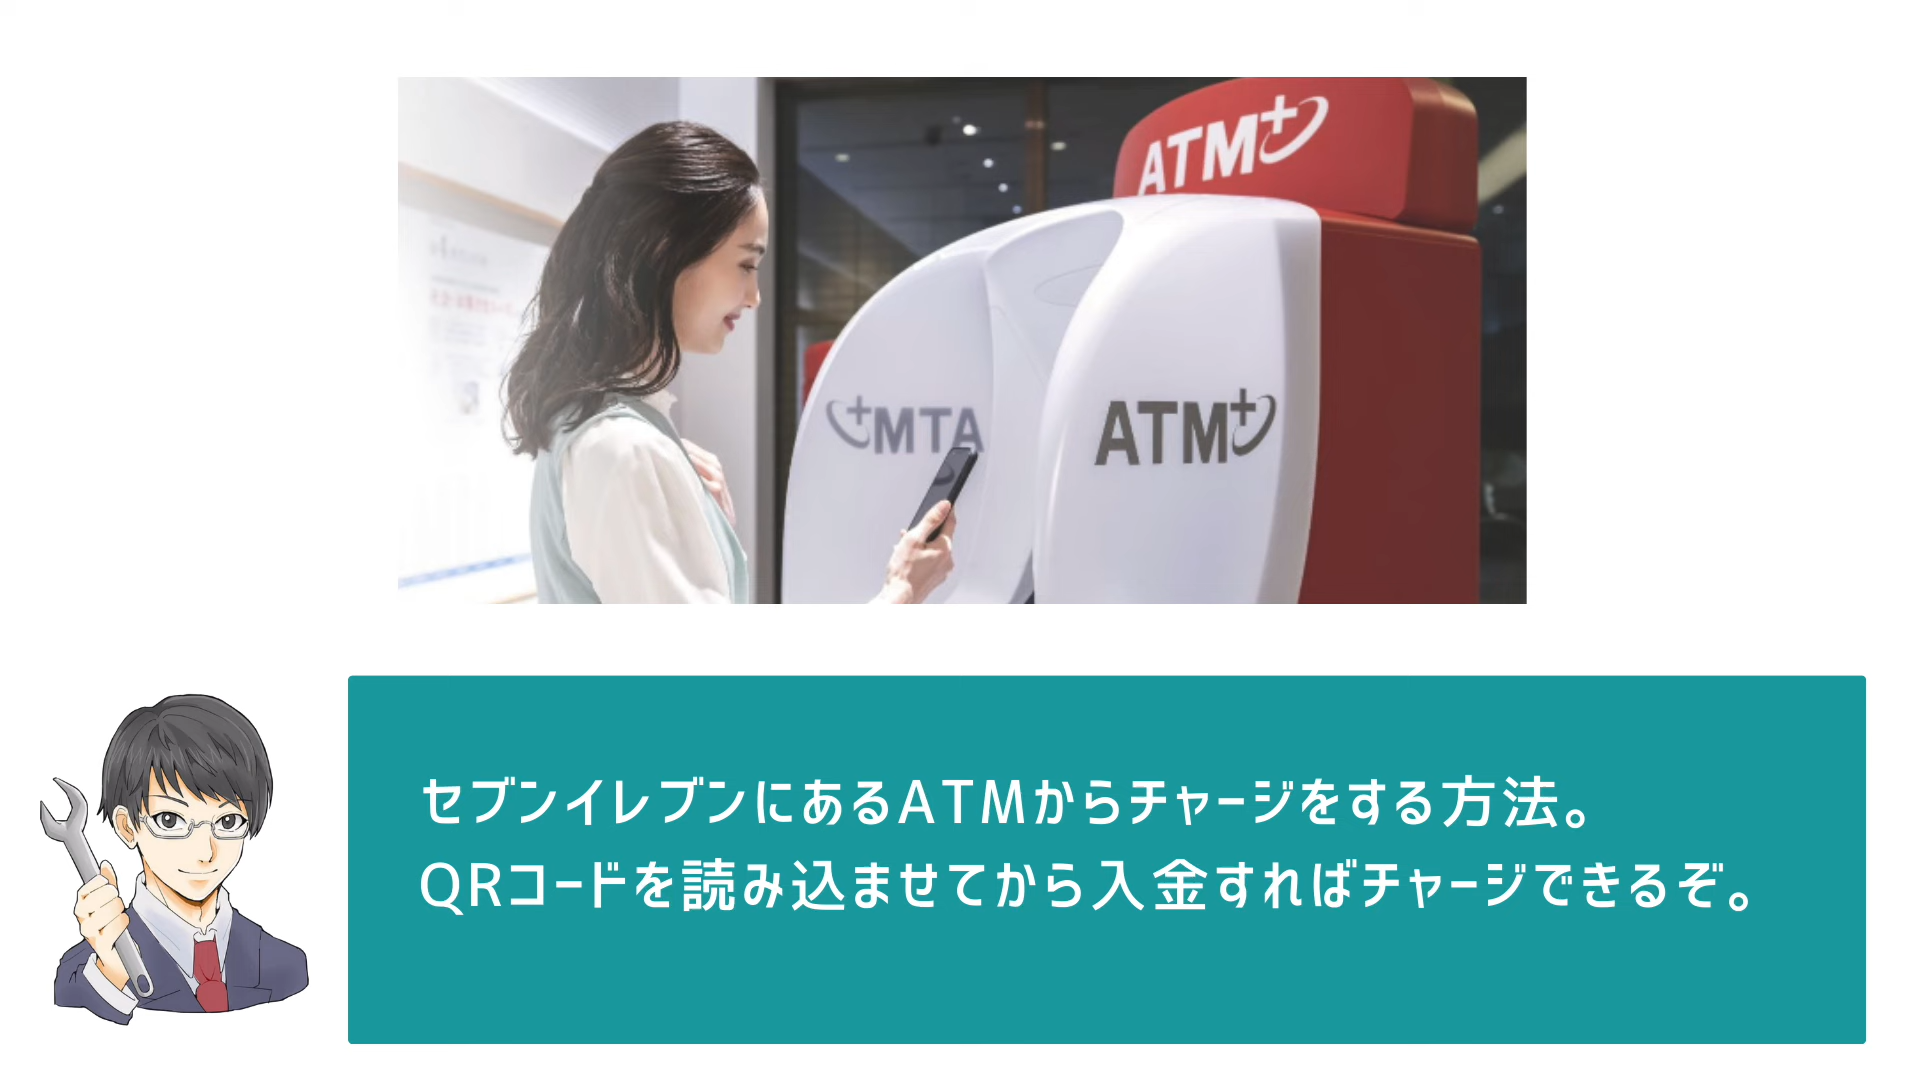 ATM+
+MTA
ATM+
セブンイレブンにあるATMからチャージをする方法。
QRコードを読み込ませてから入金すればチャージできるぞ。